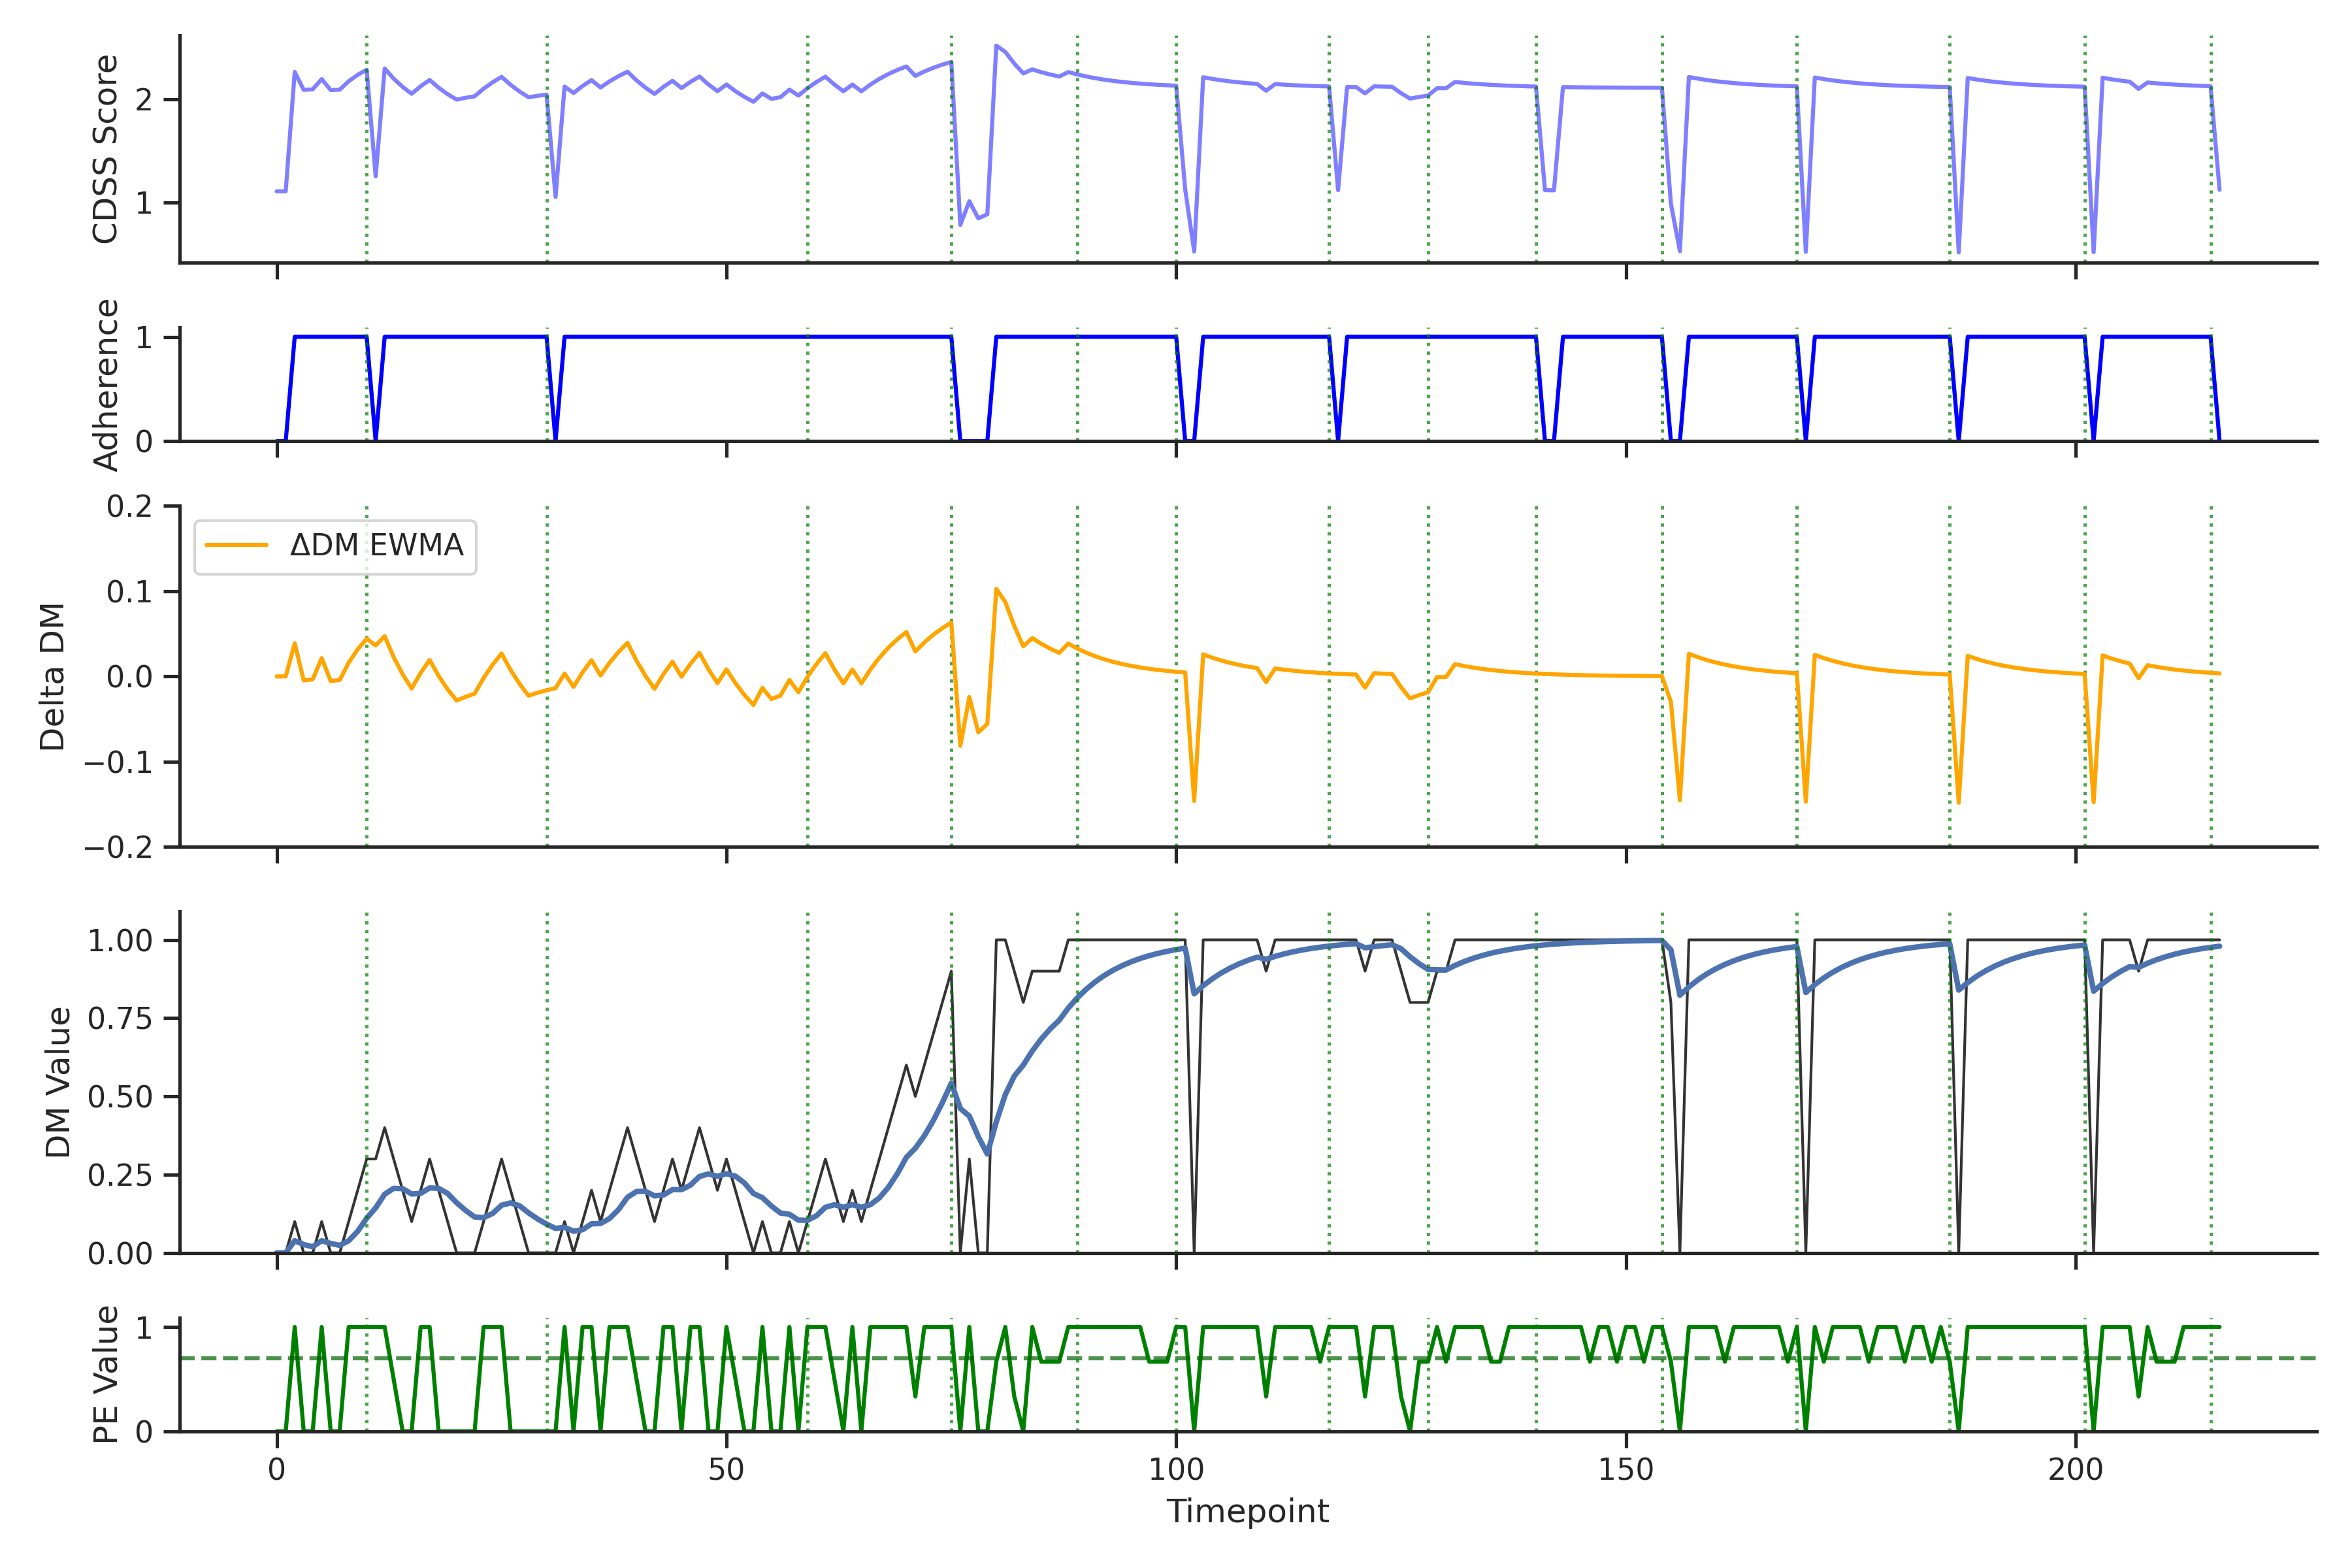 CDSS Score
2
1
Adherence
1
0
Delta DM
0.2
0.1
0.0
−0.1
−0.2
ΔDM EWMA
DM Value
1.00
0.75
0.50
0.25
0.00
PE Value
1
0
0 50 100 150 200
Timepoint